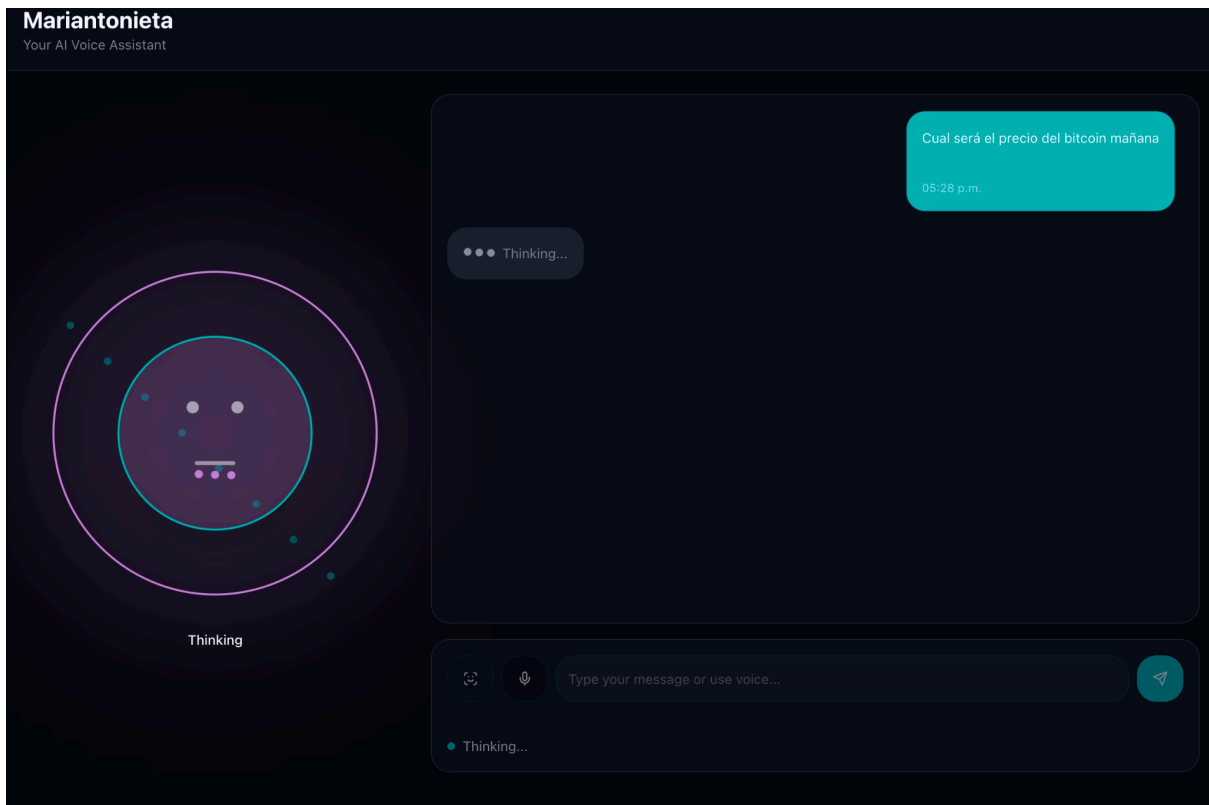 Mariantonieta
Your AI Voice Assistant
Cual será el precio del bitcoin mañana
05:28 p.m.
Thinking...
Thinking
Type your message or use voice...
Thinking...